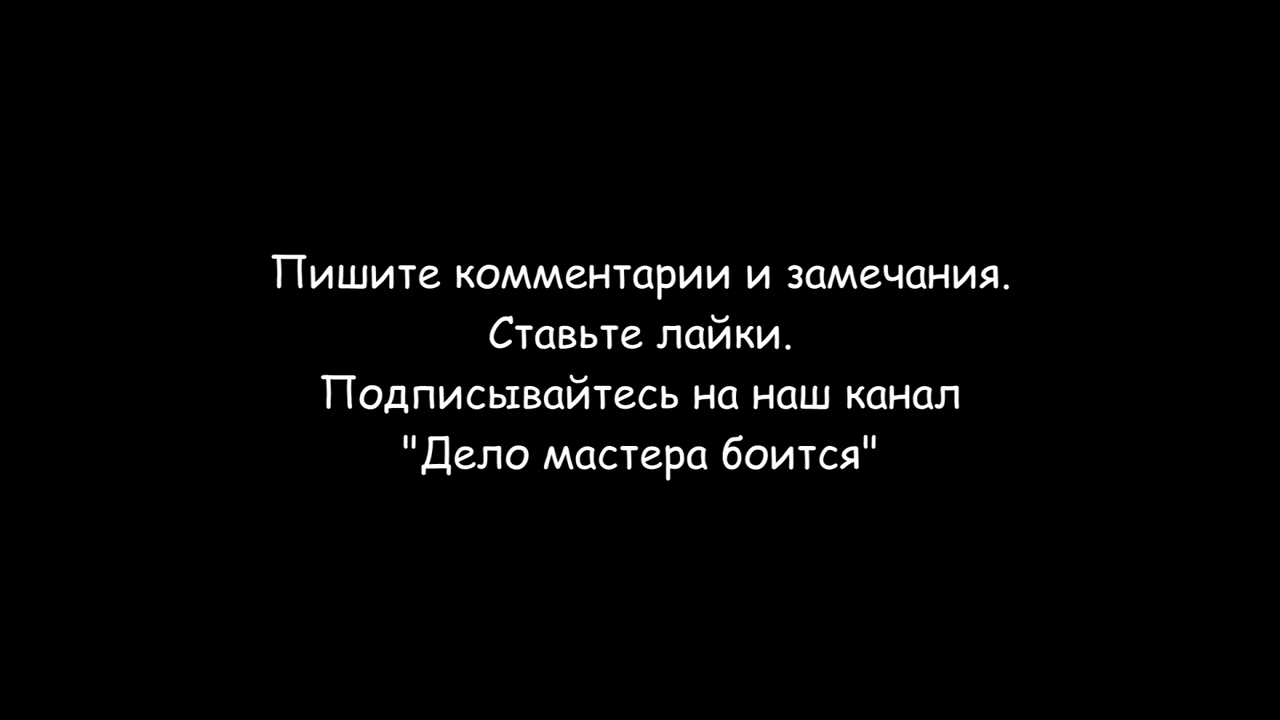 Пишите комментарии и замечания.
Ставьте лайки.
Подписывайтесь на наш канал
"Дело мастера боится"